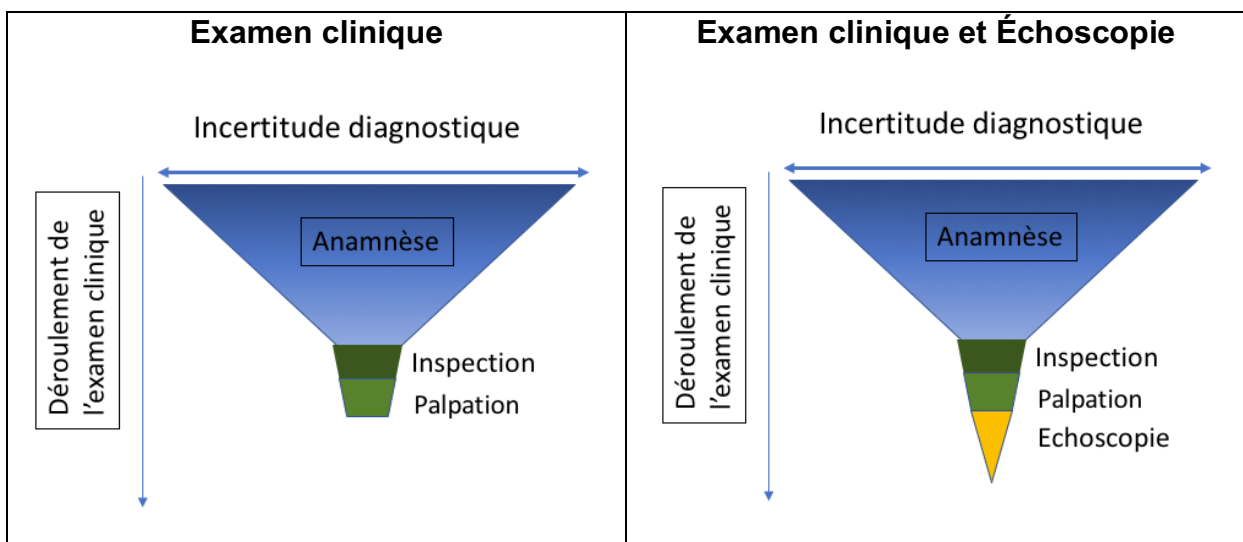 Examen clinique
Incertitude diagnostique
Déroulement de
l'examen clinique
Anamnèse
Inspection
Palpation
Examen clinique et Échoscopie
Incertitude diagnostique
Déroulement de
l'examen clinique
Anamnèse
Inspection
Palpation
Echoscopie